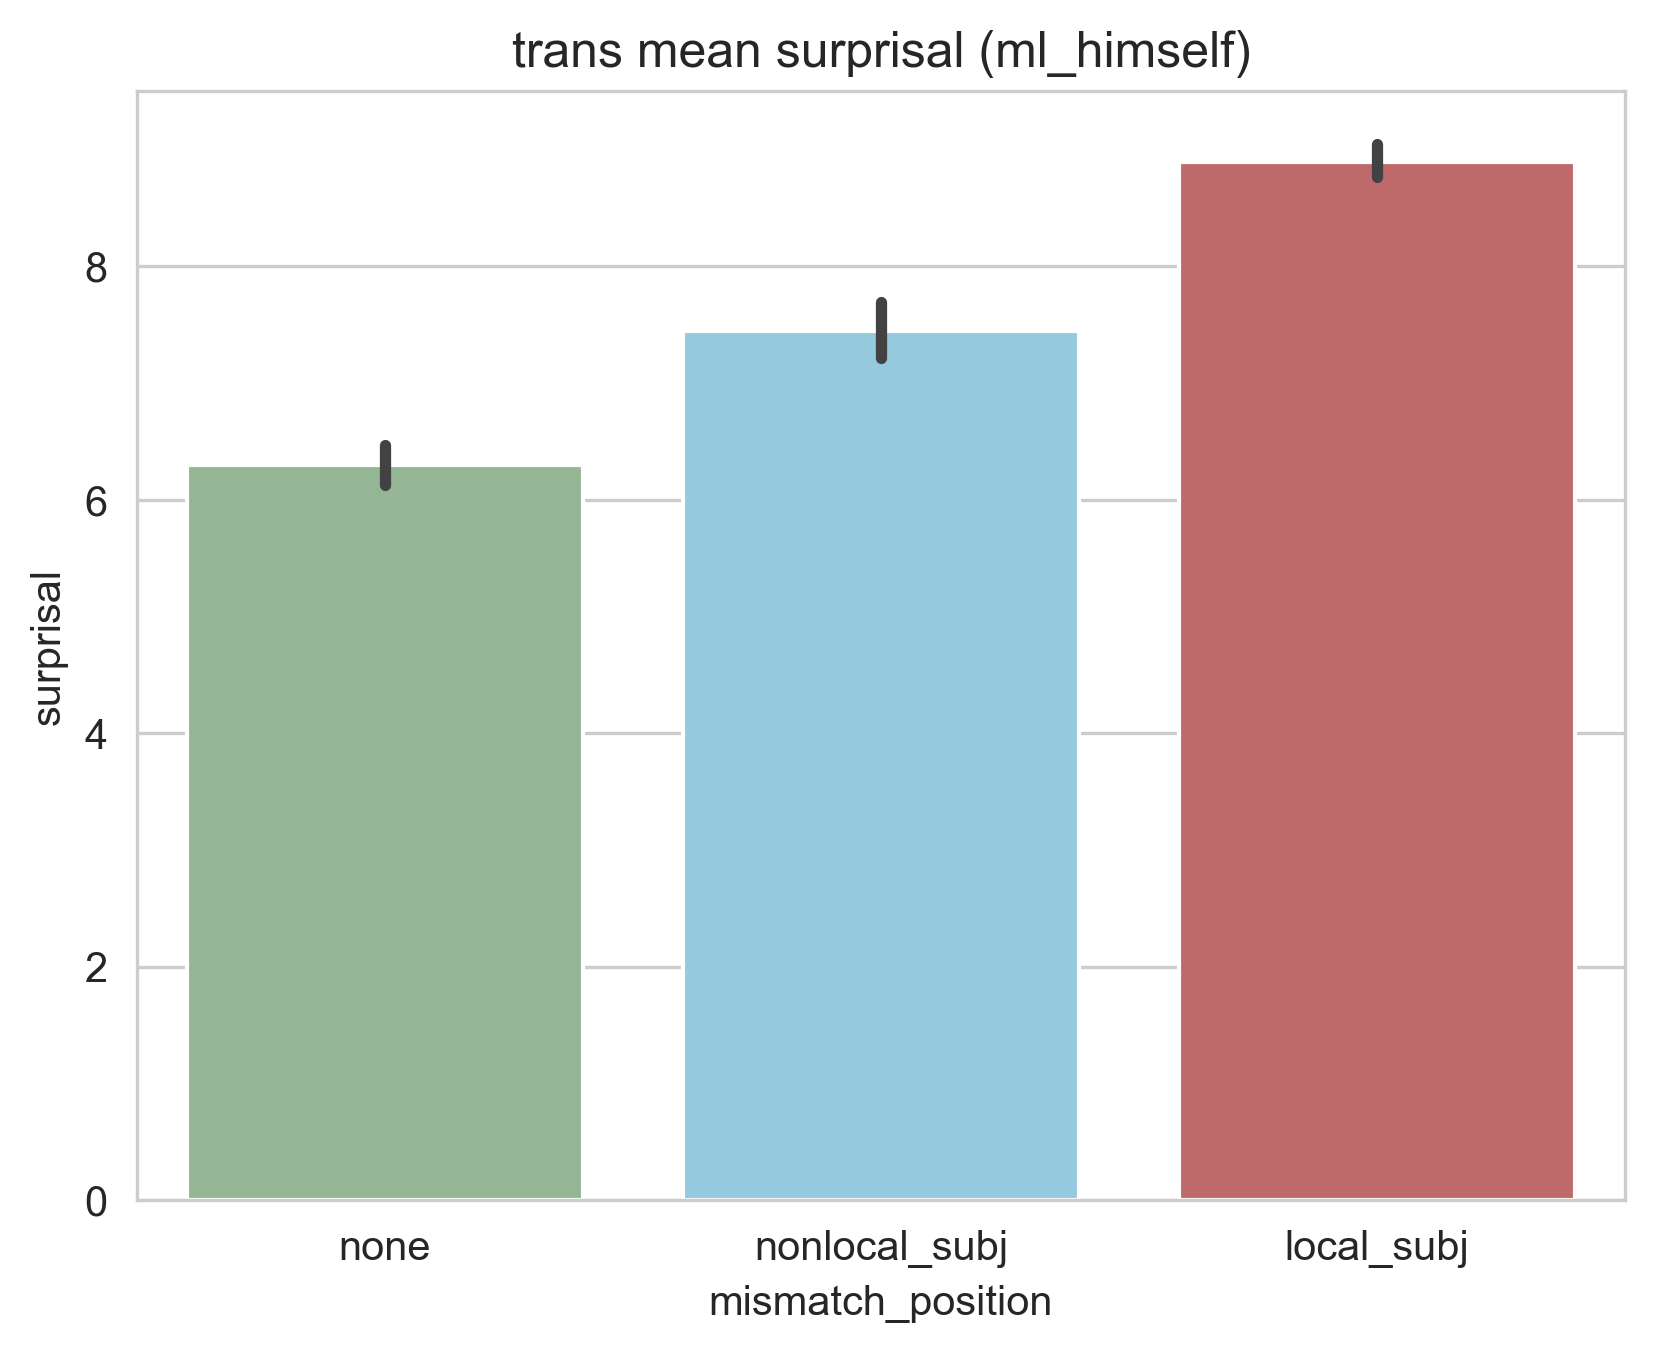 trans mean surprisal (ml_himself)
8
6
4
2
0
surprisal
none nonlocal_subj local_subj
mismatch_position